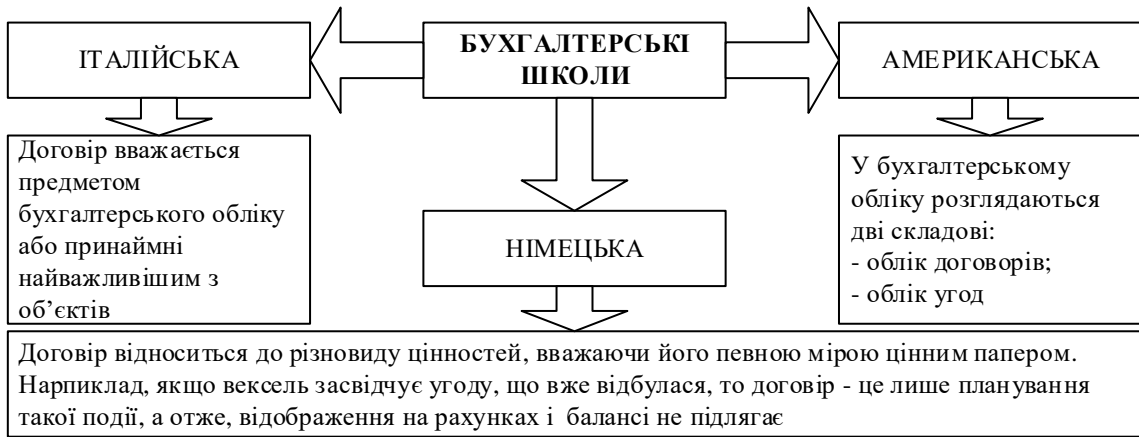 БУХГАЛТЕРСЬКІ
ШКОЛИ
ІТАЛІЙСЬКА
АМЕРИКАНСЬКА
Договір вважається
предметом
бухгалтерського обліку
або принаймні
найважливішим з
об’єктів
НІМЕЦЬКА
У бухгалтерському
обліку розглядаються
дві складові:
- облік договорів;
- облік угод
Договір відноситься до різновиду цінностей, вважаючи його певною мірою цінним папером.
Нарпиклад, якщо вексель засвідчує угоду, що вже відбулася, то договір - це лише планування
такої події, а отже, відображення на рахунках і балансі не підлягає